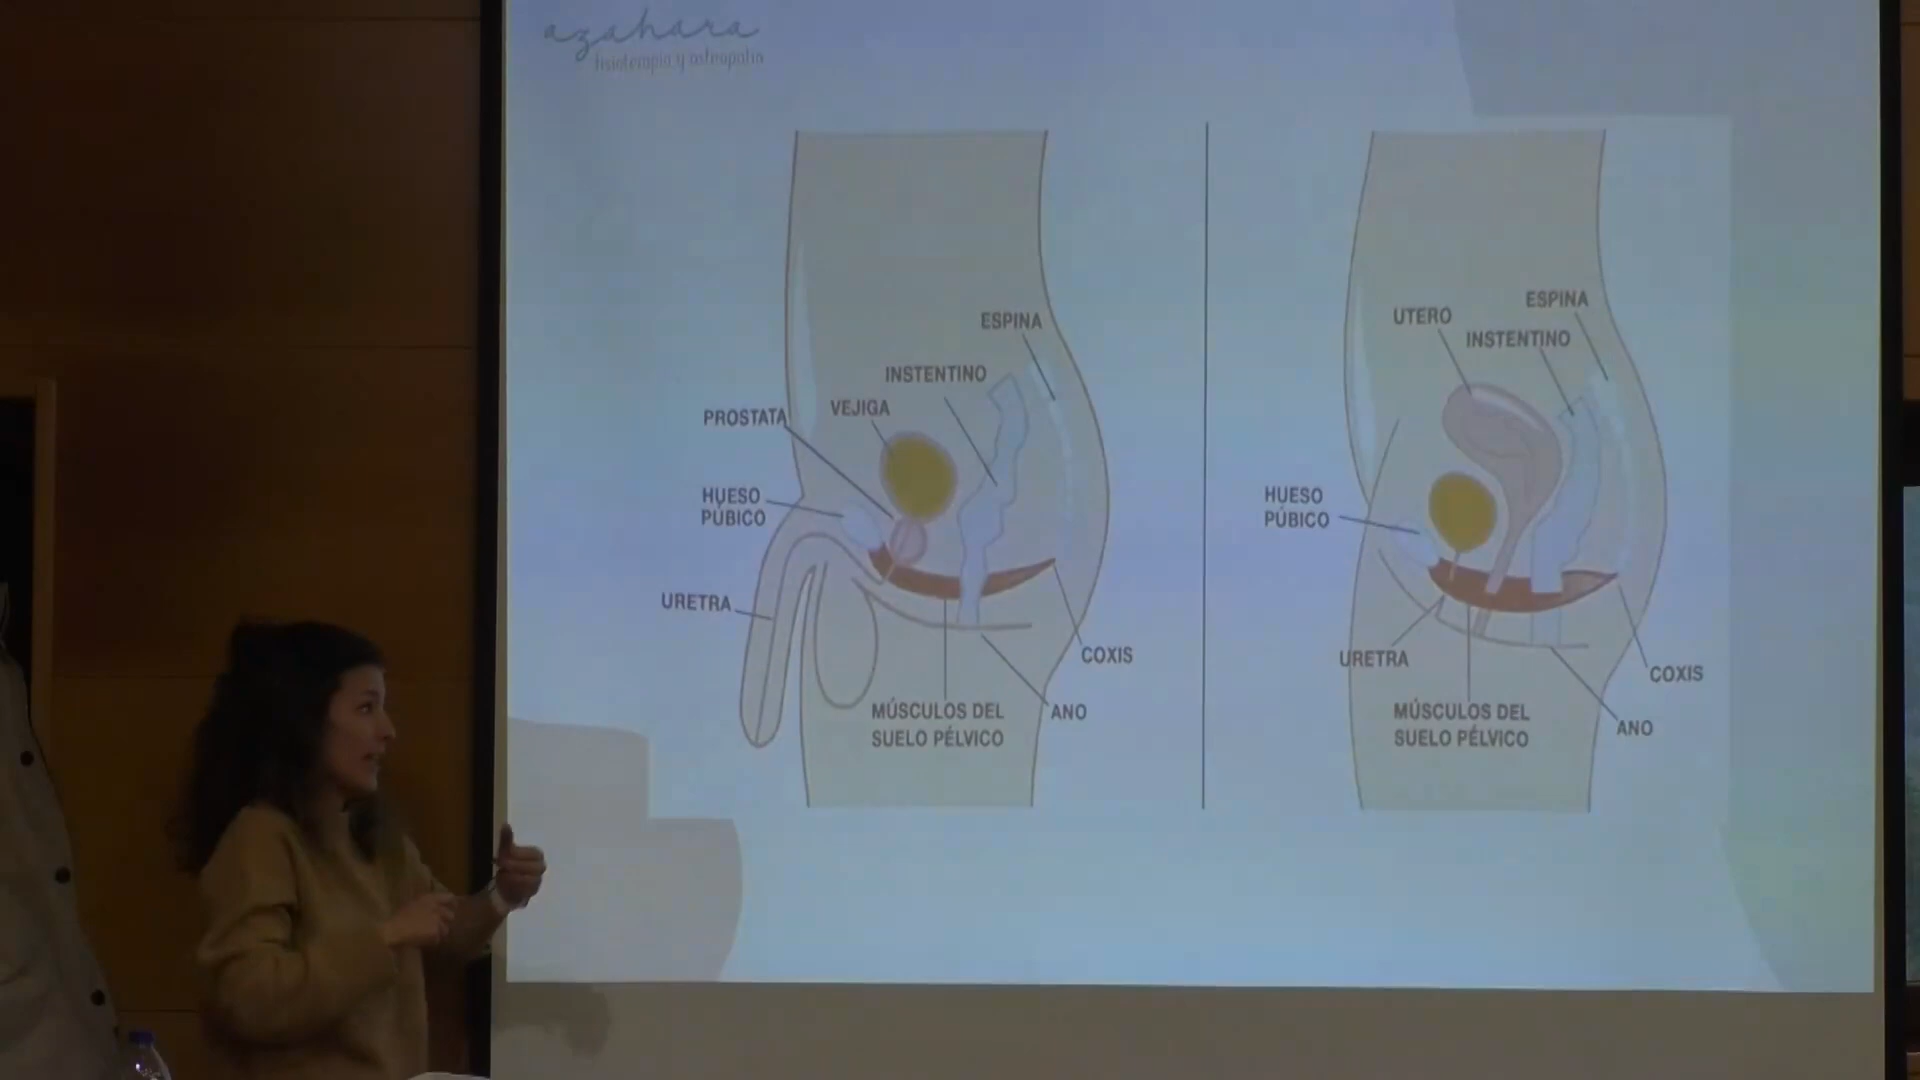 azahara
fisioterapia y osteopatia
ESPINA
INSTENTINO
VEJIGA
PROSTATA
HUESO
PÚBICO
URETRA
COXIS
MÚSCULOS DEL
SUELO PÉLVICO
ANO
ESPINA
UTERO
INSTENTINO
HUESO
PÚBICO
URETRA
COXIS
MÚSCULOS DEL
SUELO PÉLVICO
ANO